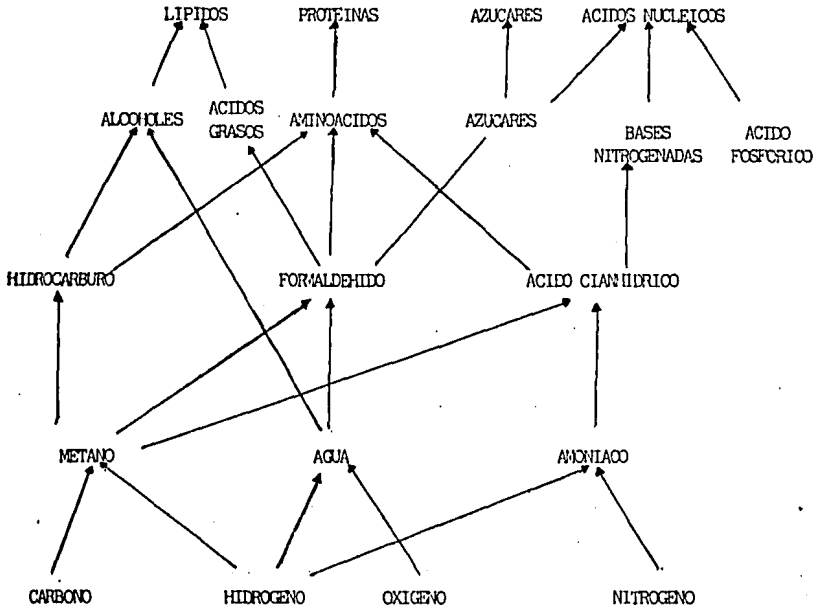 LIPIDOS PROTEINAS AZUCARES ACIDOS NUCLEICOS
ALCOHOLES ACIDOS GRASOS AMINOACIDOS AZUCARES BASES NITROGENADAS ACIDO FOSFORICO
HIDROCARBURO FORMALDEHIDO ACIDO CIANHIDRICO
METANO AGUA AMONIACO
CARBONO HIDROGENO OXIGENO NITROGENO